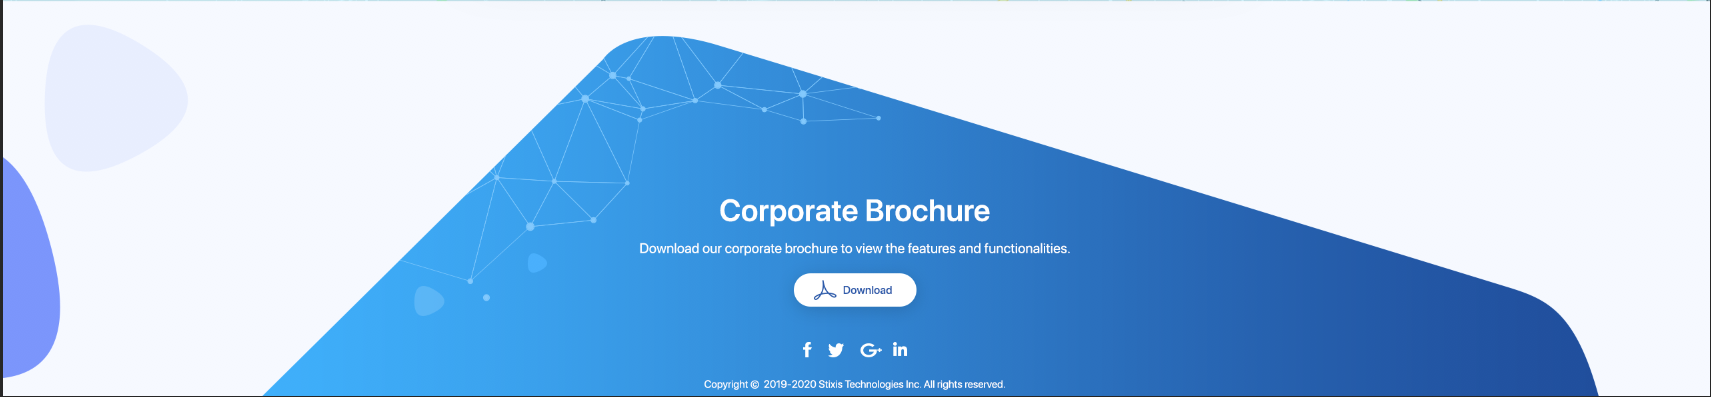 Corporate Brochure
Download our corporate brochure to view the features and functionalities.
Download
Copyright © 2019-2020 Stixis Technologies Inc. All rights reserved.